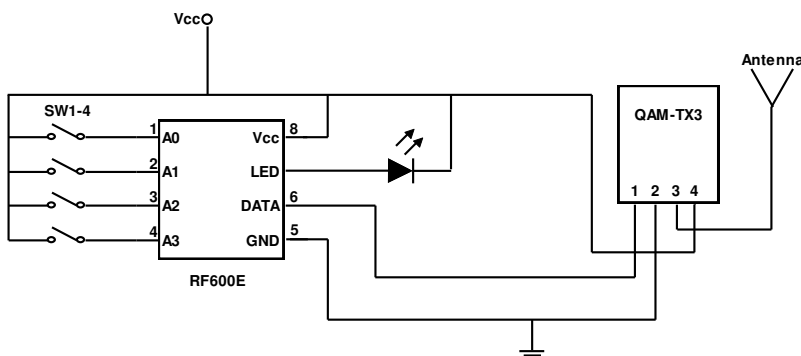 Vcc
Antenna
SW1-4
QAM-TX3
1 A0 Vcc 8
2 A1 LED
3 A2 DATA 6
4 A3 GND 5
1 2 3 4
RF600E